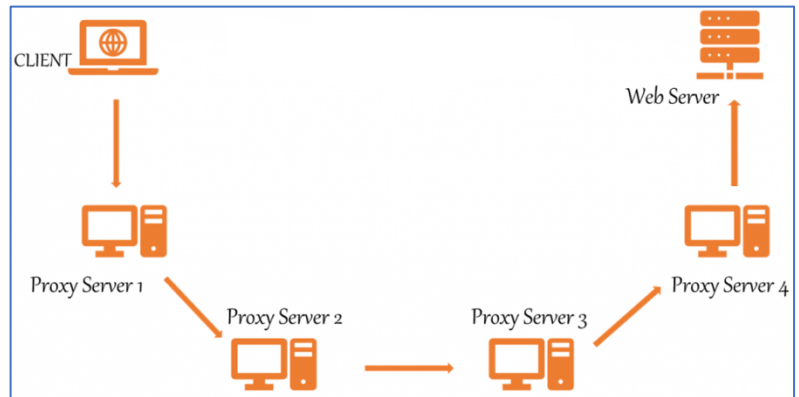 CLIENT
Web Server
Proxy Server 1
Proxy Server 4
Proxy Server 2
Proxy Server 3